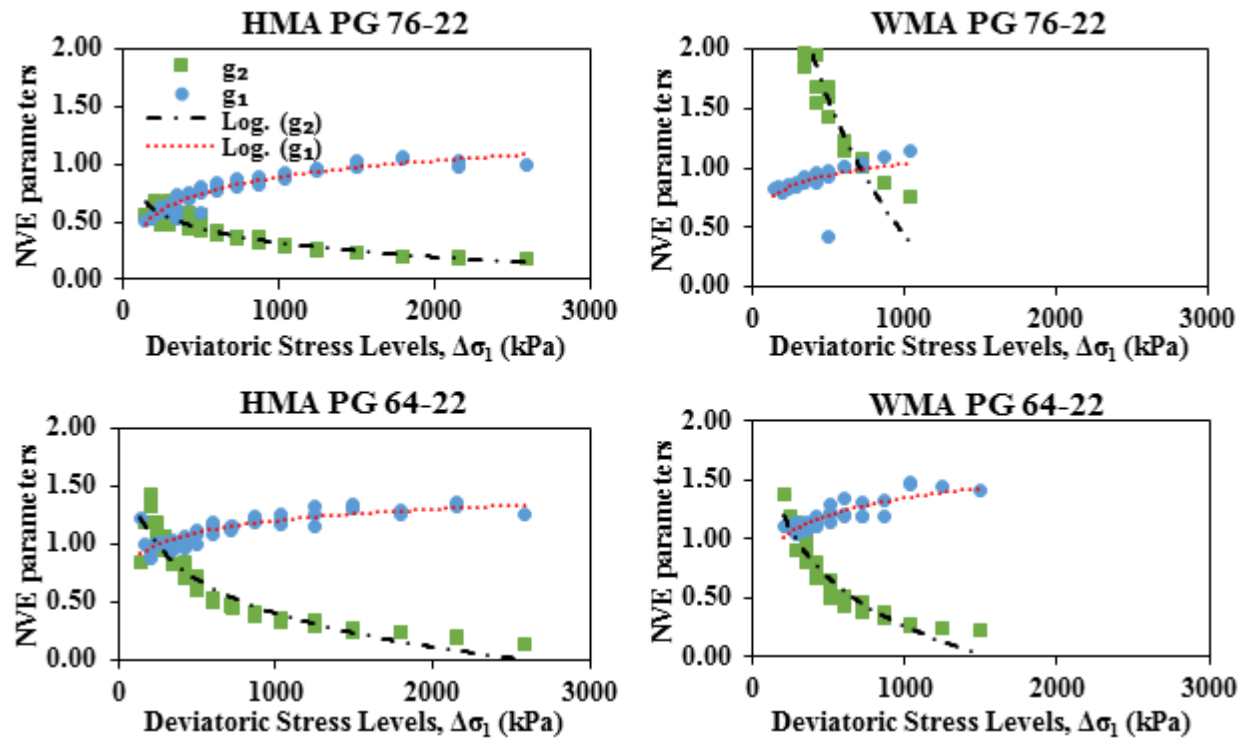 HMA PG 76-22
2.00
1.50
1.00
0.50
0.00
NVE parameters
g₂
g₁
Log. (g₂)
Log. (g₁)
0 1000 2000 3000
Deviatoric Stress Levels, Δσ₁ (kPa)
WMA PG 76-22
2.00
1.50
1.00
0.50
0.00
NVE parameters
0 1000 2000 3000
Deviatoric Stress Levels, Δσ₁ (kPa)
HMA PG 64-22
2.00
1.50
1.00
0.50
0.00
NVE parameters
0 1000 2000 3000
Deviatoric Stress Levels, Δσ₁ (kPa)
WMA PG 64-22
2.00
1.50
1.00
0.50
0.00
NVE parameters
0 1000 2000 3000
Deviatoric Stress Levels, Δσ₁ (kPa)